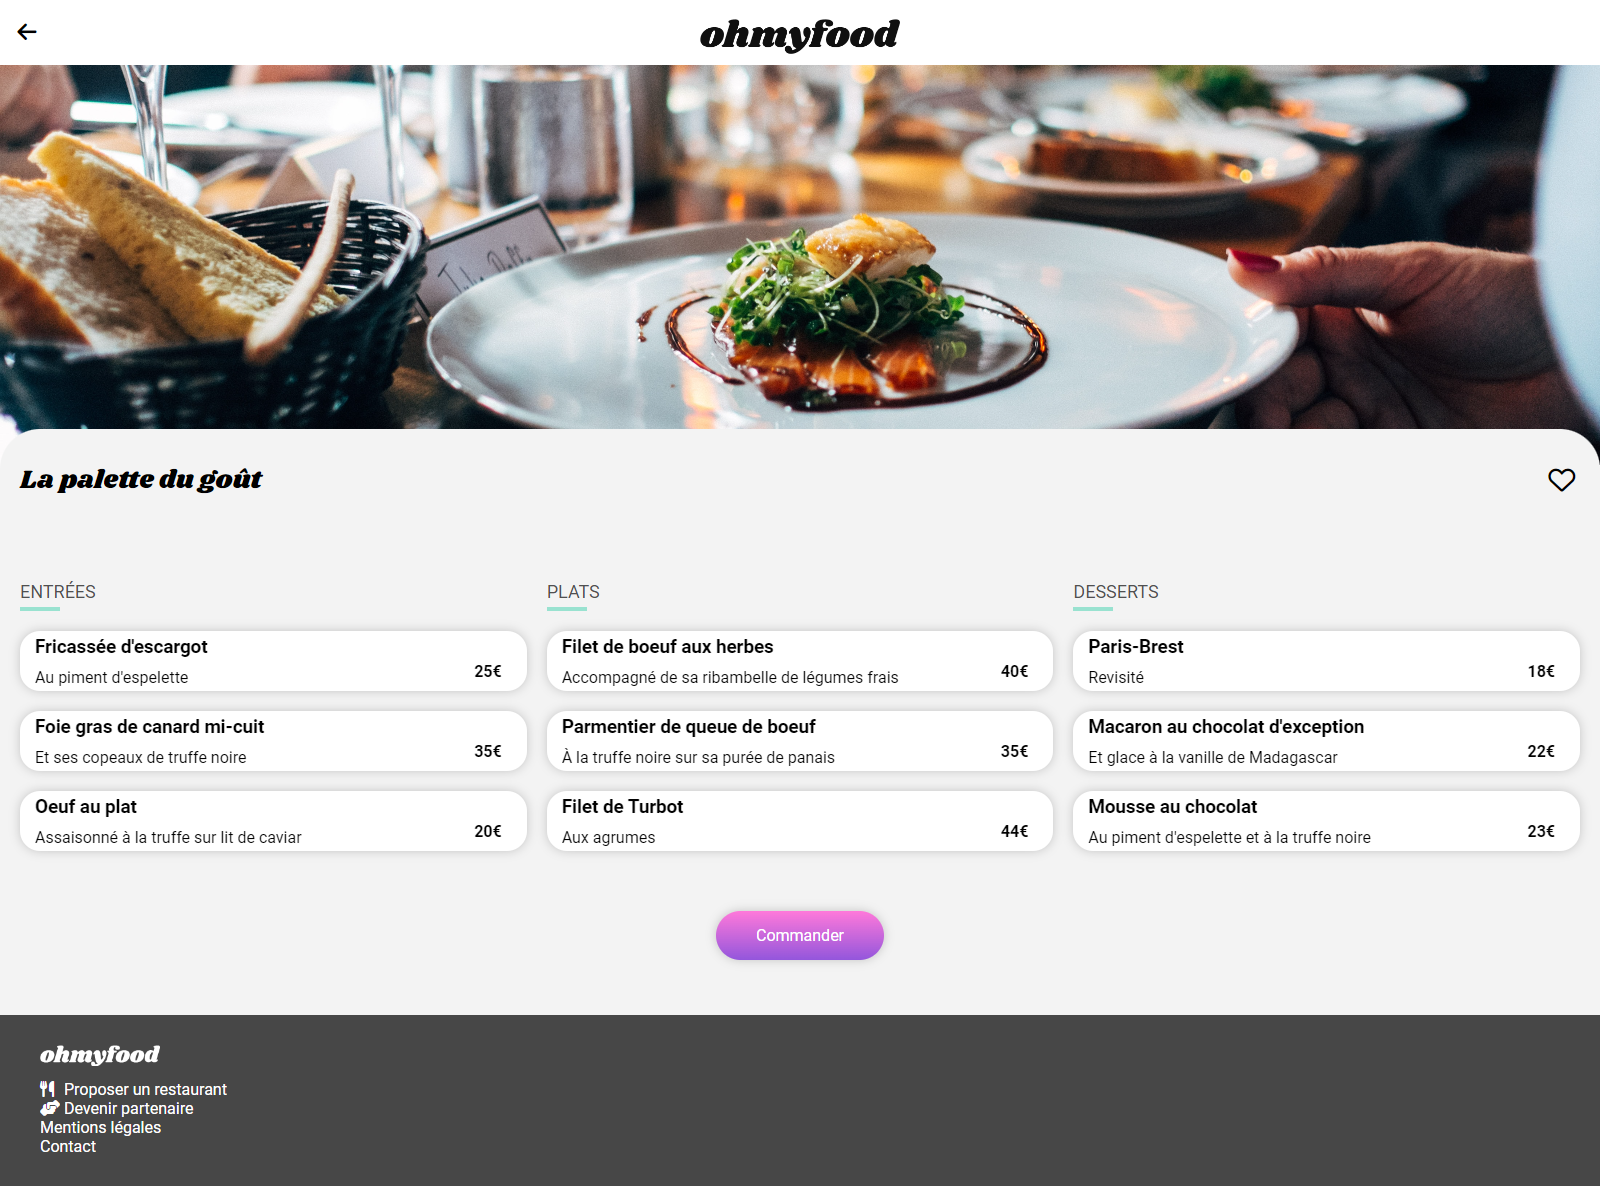 ohmyfood
La palette du goût
ENTRÉES
Fricassée d'escargot
Au piment d'espelette
25€
Foie gras de canard mi-cuit
Et ses copeaux de truffe noire
35€
Oeuf au plat
Assaisonné à la truffe sur lit de caviar
20€
PLATS
Filet de boeuf aux herbes
Accompagné de sa ribambelle de légumes frais
40€
Parmentier de queue de boeuf
À la truffe noire sur sa purée de panais
35€
Filet de Turbot
Aux agrumes
44€
DESSERTS
Paris-Brest
Revisité
18€
Macaron au chocolat d'exception
Et glace à la vanille de Madagascar
22€
Mousse au chocolat
Au piment d'espelette et à la truffe noire
23€
Commander
ohmyfood
Proposer un restaurant
Devenir partenaire
Mentions légales
Contact